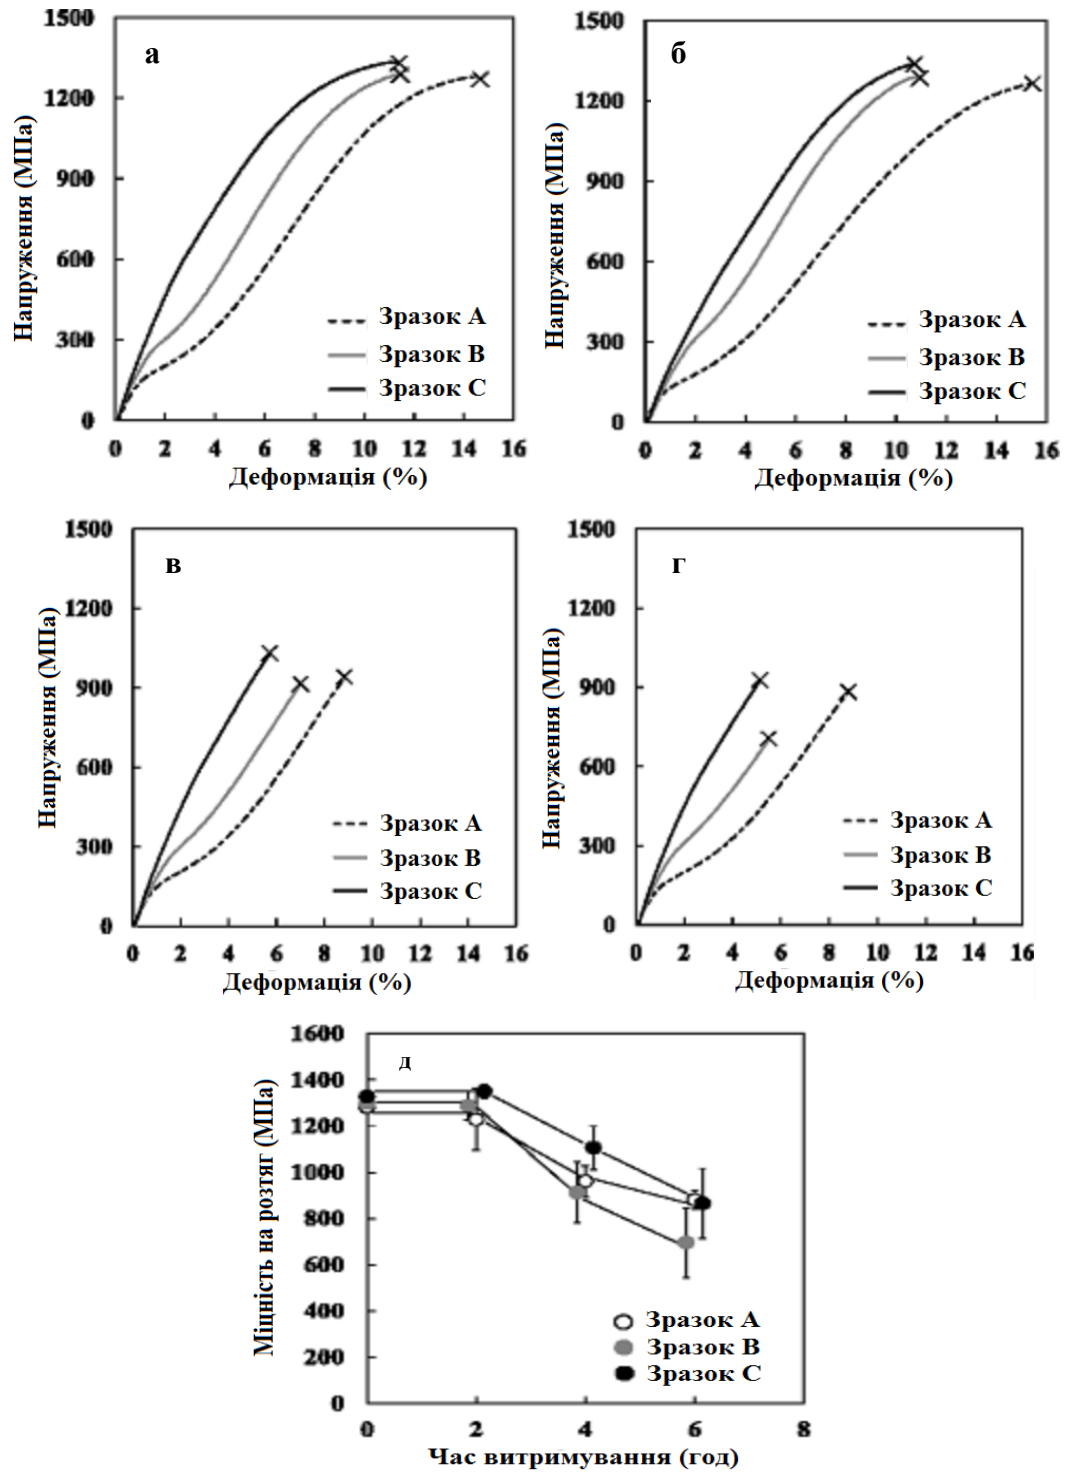 а
1500
1200
900
600
300
0
0 2 4 6 8 10 12 14 16
Напруження (МПа)
Деформація (%)
Зразок А
Зразок В
Зразок С
б
1500
1200
900
600
300
0
0 2 4 6 8 10 12 14 16
Напруження (МПа)
Деформація (%)
Зразок А
Зразок В
Зразок С
в
1500
1200
900
600
300
0
0 2 4 6 8 10 12 14 16
Напруження (МПа)
Деформація (%)
Зразок А
Зразок В
Зразок С
г
1500
1200
900
600
300
0
0 2 4 6 8 10 12 14 16
Напруження (МПа)
Деформація (%)
Зразок А
Зразок В
Зразок С
д
1600
1400
1200
1000
800
600
400
200
0
0 2 4 6 8
Міцність на розтяг (МПа)
Час витримування (год)
Зразок А
Зразок В
Зразок С